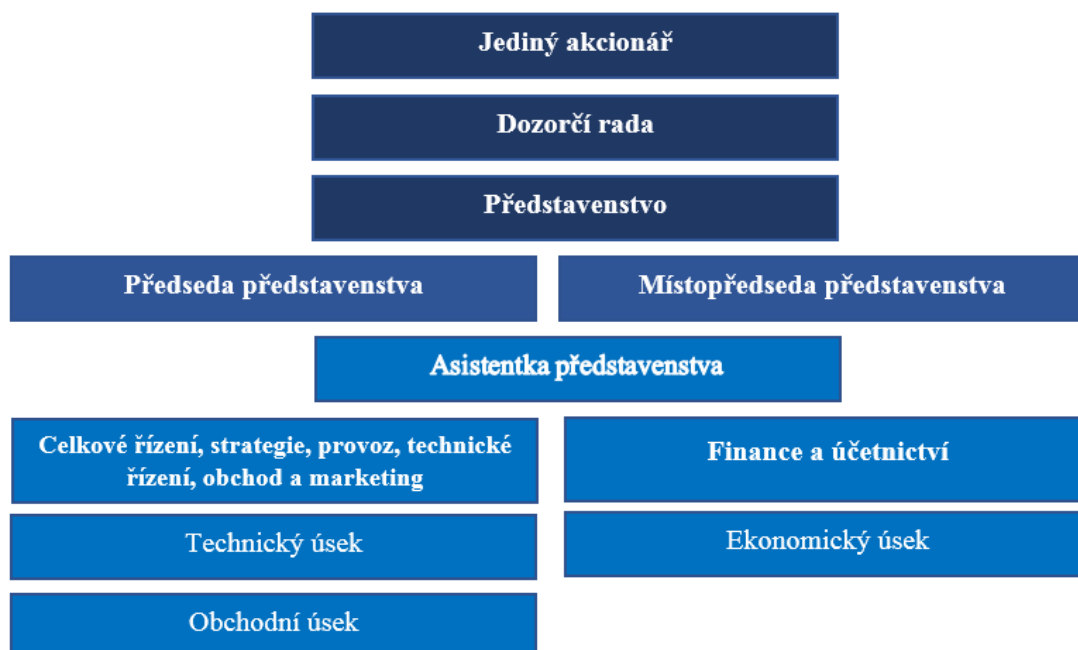 Jediný akcionář
Dozorčí rada
Představenstvo
Předseda představenstva
Místopředseda představenstva
Asistentka představenstva
Celkové řízení, strategie, provoz, technické
řízení, obchod a marketing
Finance a účetnictví
Technický úsek
Ekonomický úsek
Obchodní úsek